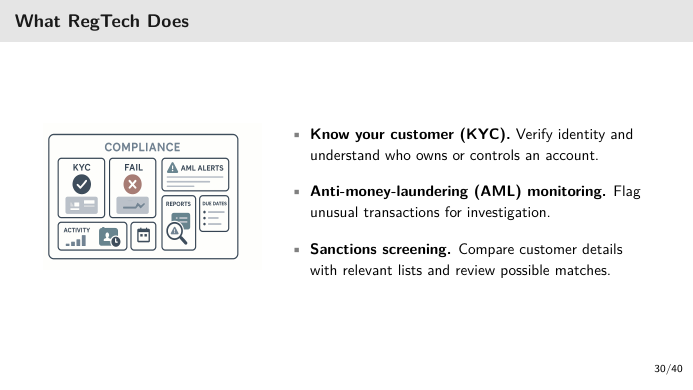 What RegTech Does
COMPLIANCE
KYC
FAIL
AML ALERTS
REPORTS
DUE DATES
ACTIVITY
▪ Know your customer (KYC). Verify identity and
understand who owns or controls an account.
▪ Anti-money-laundering (AML) monitoring. Flag
unusual transactions for investigation.
▪ Sanctions screening. Compare customer details
with relevant lists and review possible matches.
30/40